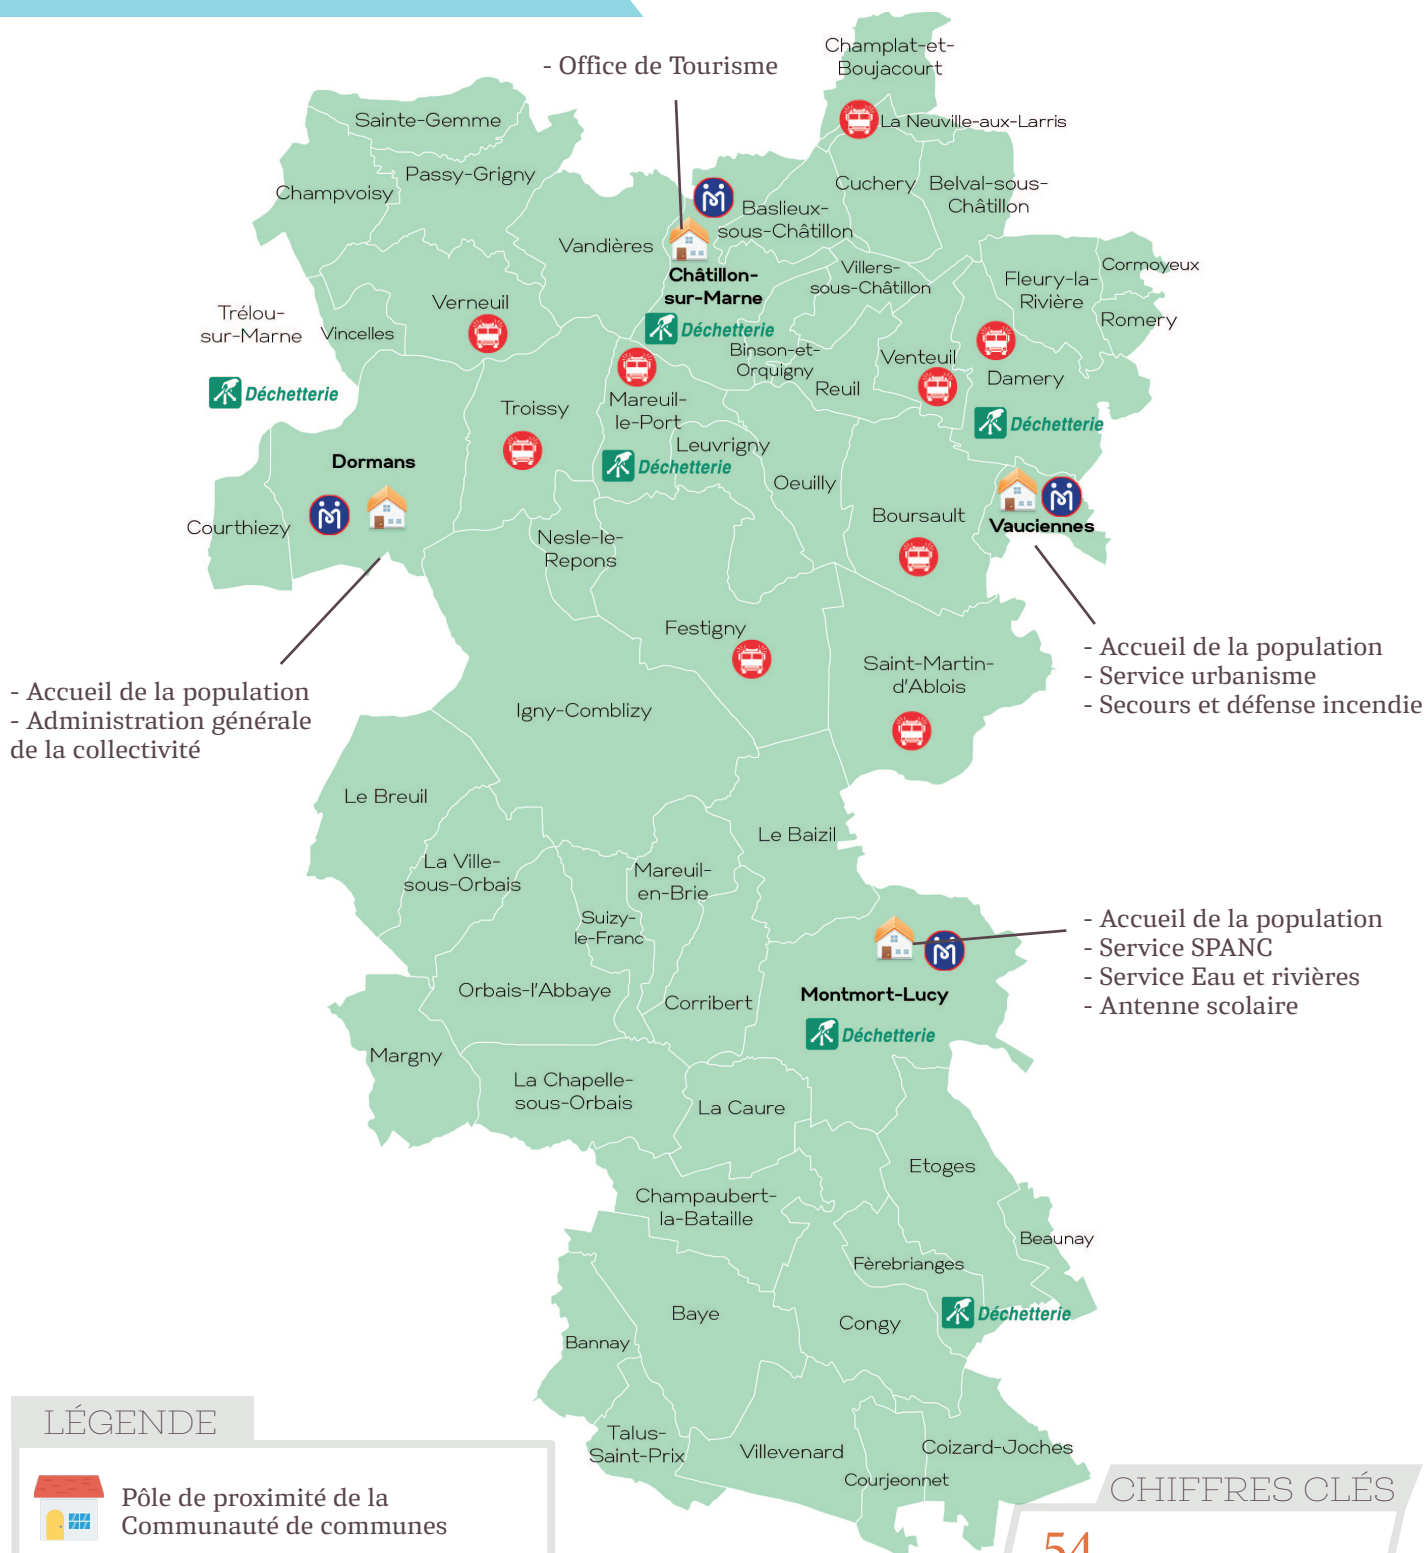 - Office de Tourisme
Champlat-et-
Boujacourt
La Neuville-aux-Larris
Sainte-Gemme
Passy-Grigny
Champvoisy
Cuchery
Belval-sous-
Châtillon
Baslieux-
sous-Châtillon
Vandières
Châtillon-
sur-Marne
Déchetterie
Villers-
sous-Châtillon
Fleury-la-
Rivière
Cormoyeux
Romery
Trélou-
sur-Marne
Vincelles
Verneuil
Déchetterie
Binson-et-
Orquigny
Reuil
Venteuil
Damery
Déchetterie
Troissy
Mareuil-
le-Port
Déchetterie
Leuvrigny
Oeuilly
Dormans
Courthiezy
Nesle-le-
Repons
Boursault
Vauciennes
- Accueil de la population
- Service urbanisme
- Secours et défense incendie
Festigny
Saint-Martin-
d'Ablois
- Accueil de la population
- Administration générale
de la collectivité
Igny-Comblizy
Le Breuil
Le Baizil
La Ville-
sous-Orbais
Mareuil-
en-Brie
Suizy-
le-Franc
- Accueil de la population
- Service SPANC
- Service Eau et rivières
- Antenne scolaire
Orbais-l'Abbaye
Corribert
Montmort-Lucy
Déchetterie
Margny
La Chapelle-
sous-Orbais
La Caure
Etoges
Champaubert-
la-Bataille
Beaunay
Fèrebrianges
Déchetterie
Baye
Congy
Bannay
Talus-
Saint-Prix
Villevenard
Coizard-Joches
Courjeonnet
LÉGENDE
Pôle de proximité de la
Communauté de communes
CHIFFRES CLÉS
54